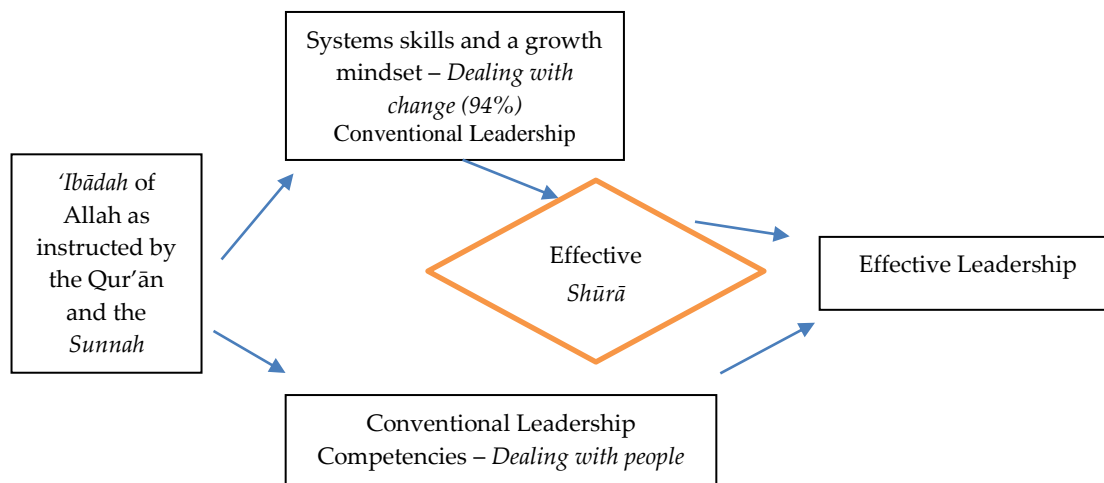 Systems skills and a growth
mindset – Dealing with
change (94%)
Conventional Leadership
‘Ibādah of
Allah as
instructed by
the Qur’ān
and the
Sunnah
Effective
Shūrā
Effective Leadership
Conventional Leadership
Competencies – Dealing with people